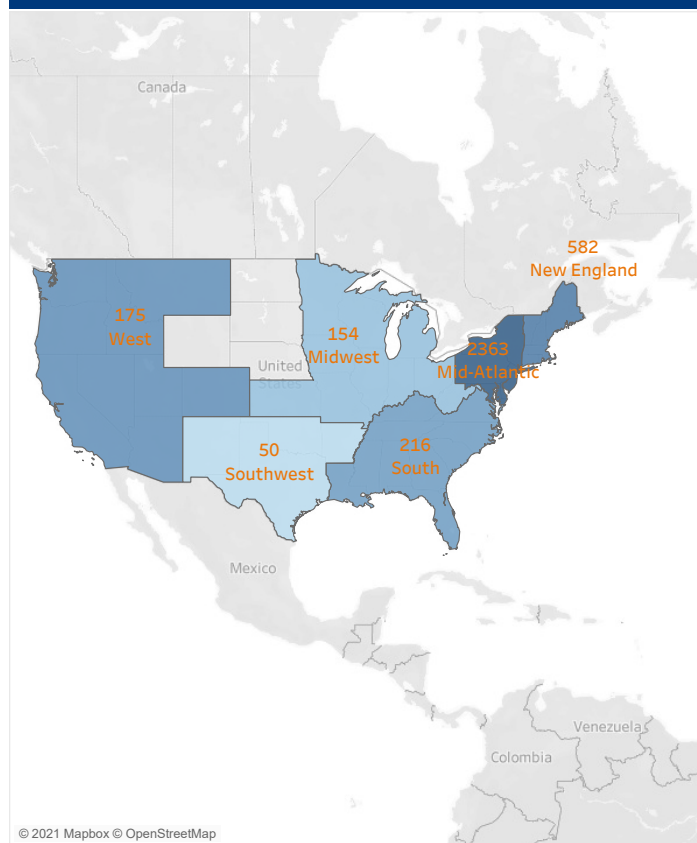 Canada
582
New England
175
West
154
Midwest
2363
Mid-Atlantic
United
States
50
Southwest
216
South
Mexico
Venezuela
Colombia
© 2021 Mapbox © OpenStreetMap